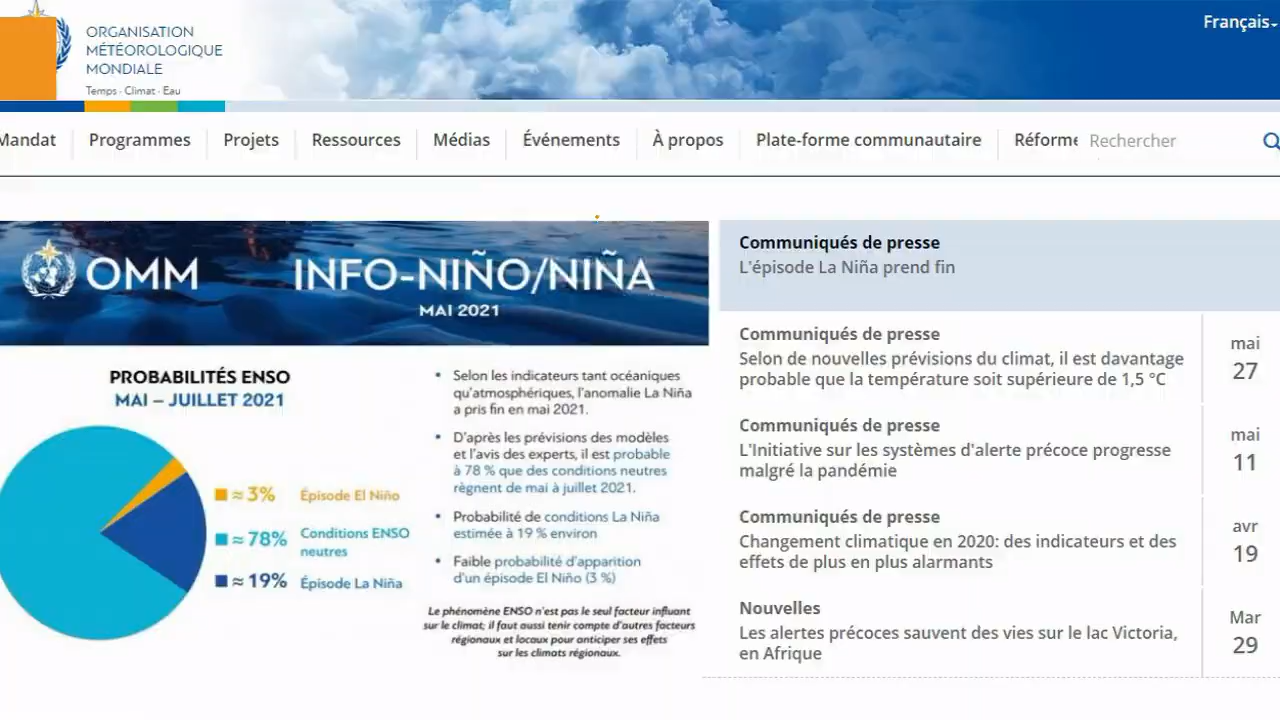 ORGANISATION
MÉTÉOROLOGIQUE
MONDIALE
Temps · Climat · Eau
Français
Mandat
Programmes
Projets
Ressources
Médias
Événements
À propos
Plate-forme communautaire
Réforme
Rechercher
OMM
INFO-NIÑO/NIÑA
MAI 2021
PROBABILITÉS ENSO
MAI – JUILLET 2021
≈ 3% Épisode El Niño
≈ 78% Conditions ENSO
neutres
≈ 19% Épisode La Niña
• Selon les indicateurs tant océaniques
qu'atmosphériques, l'anomalie La Niña
a pris fin en mai 2021.
• D'après les prévisions des modèles
et l'avis des experts, il est probable
à 78 % que des conditions neutres
règnent de mai à juillet 2021.
• Probabilité de conditions La Niña
estimée à 19 % environ
• Faible probabilité d'apparition
d'un épisode El Niño (3 %)
Le phénomène ENSO n'est pas le seul facteur influant
sur le climat; il faut aussi tenir compte d'autres facteurs
régionaux et locaux pour anticiper ses effets
sur les climats régionaux.
Communiqués de presse
L'épisode La Niña prend fin
Communiqués de presse
Selon de nouvelles prévisions du climat, il est davantage
probable que la température soit supérieure de 1,5 °C
mai
27
Communiqués de presse
L'Initiative sur les systèmes d'alerte précoce progresse
malgré la pandémie
mai
11
Communiqués de presse
Changement climatique en 2020: des indicateurs et des
effets de plus en plus alarmants
avr
19
Nouvelles
Les alertes précoces sauvent des vies sur le lac Victoria,
en Afrique
Mar
29